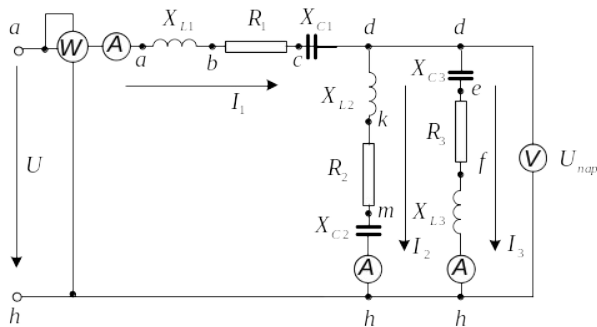 X_L1 R_1 X_C1
a W A a b c d d
I_1
X_L2 X_C3 e
k R_3
U R_2 f V U_пар
m X_L3
X_C2
A I_2 A I_3
h h h